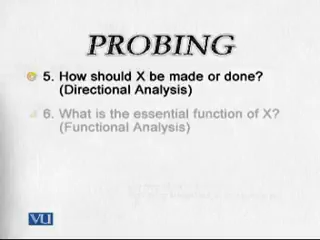 PROBING
5. How should X be made or done?
(Directional Analysis)
6. What is the essential function of X?
(Functional Analysis)
VU